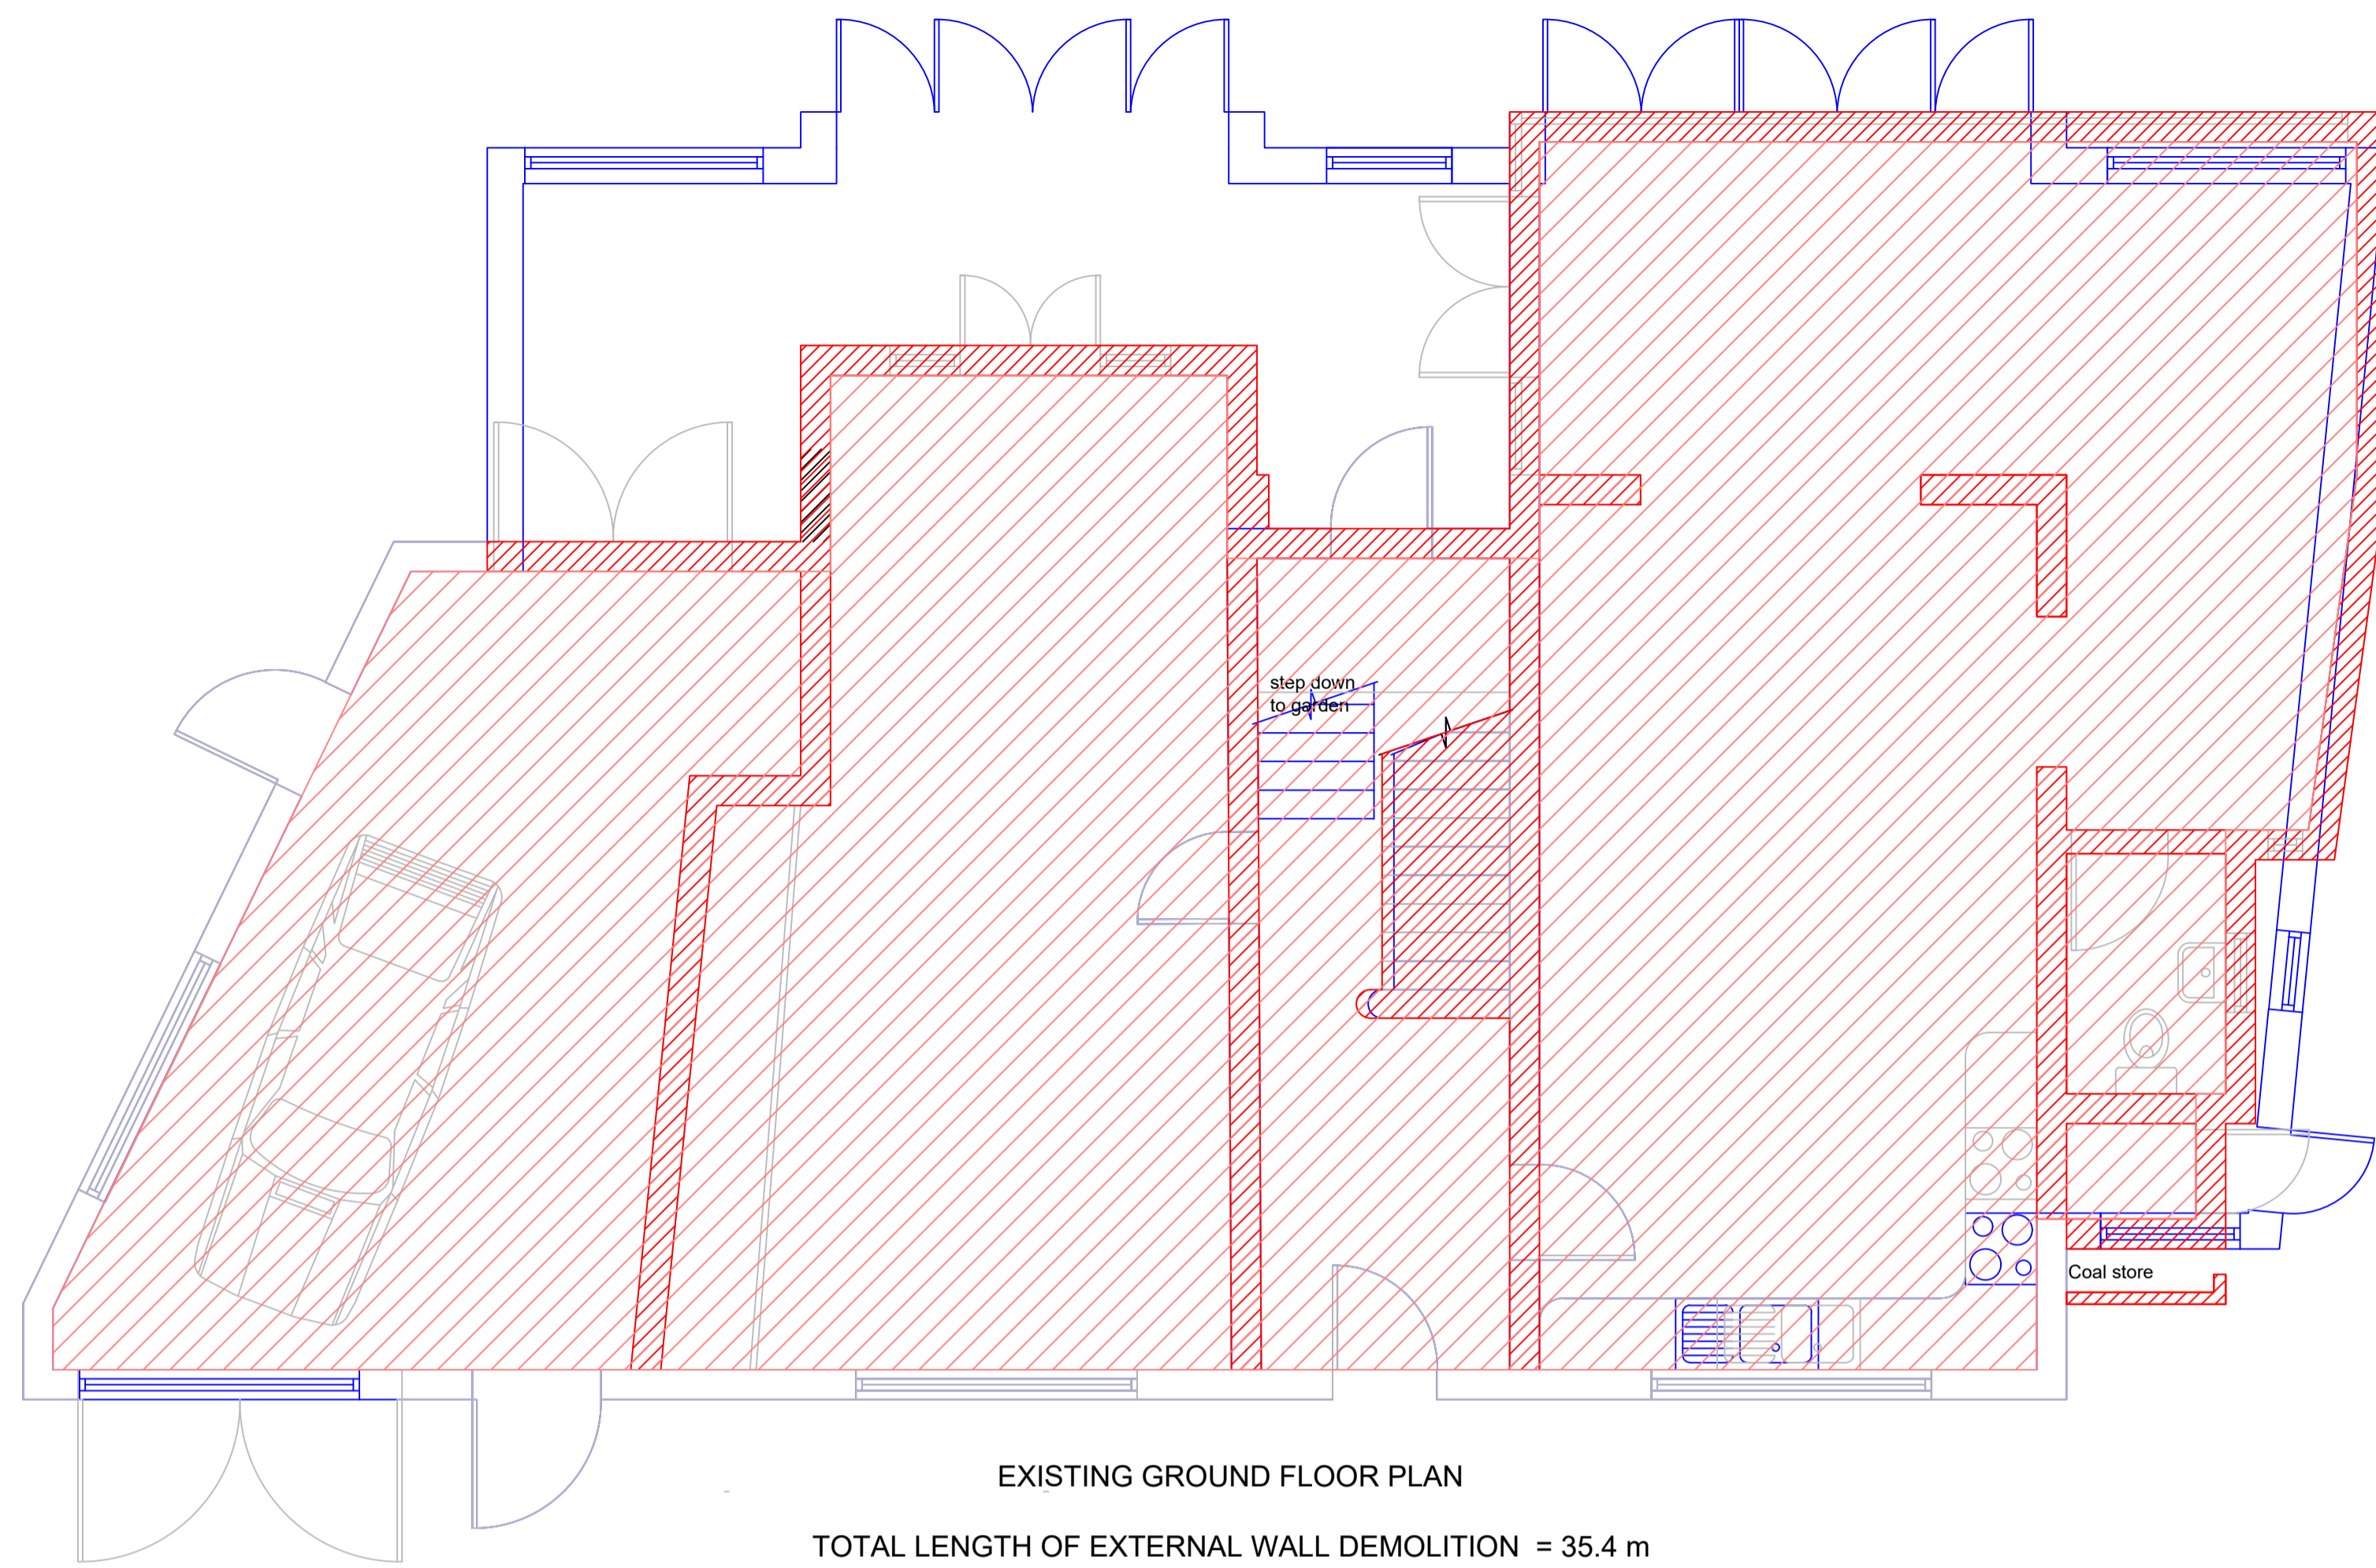 step down
to garden
Coal store
EXISTING GROUND FLOOR PLAN
TOTAL LENGTH OF EXTERNAL WALL DEMOLITION = 35.4 m